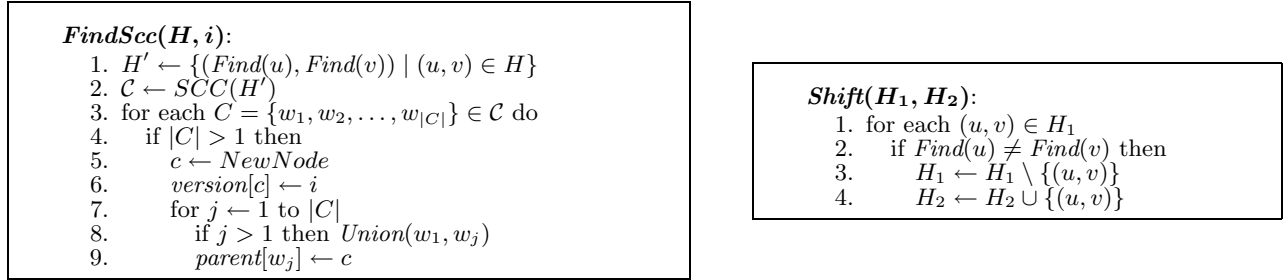 FindScc(H, i):
1. H′ ← {(Find(u), Find(v)) | (u, v) ∈ H}
2. 𝒞 ← SCC(H′)
3. for each C = {w₁, w₂, . . . , w_{|C|}} ∈ 𝒞 do
4. if |C| > 1 then
5. c ← NewNode
6. version[c] ← i
7. for j ← 1 to |C|
8. if j > 1 then Union(w₁, wⱼ)
9. parent[wⱼ] ← c
Shift(H₁, H₂):
1. for each (u, v) ∈ H₁
2. if Find(u) ≠ Find(v) then
3. H₁ ← H₁ \ {(u, v)}
4. H₂ ← H₂ ∪ {(u, v)}